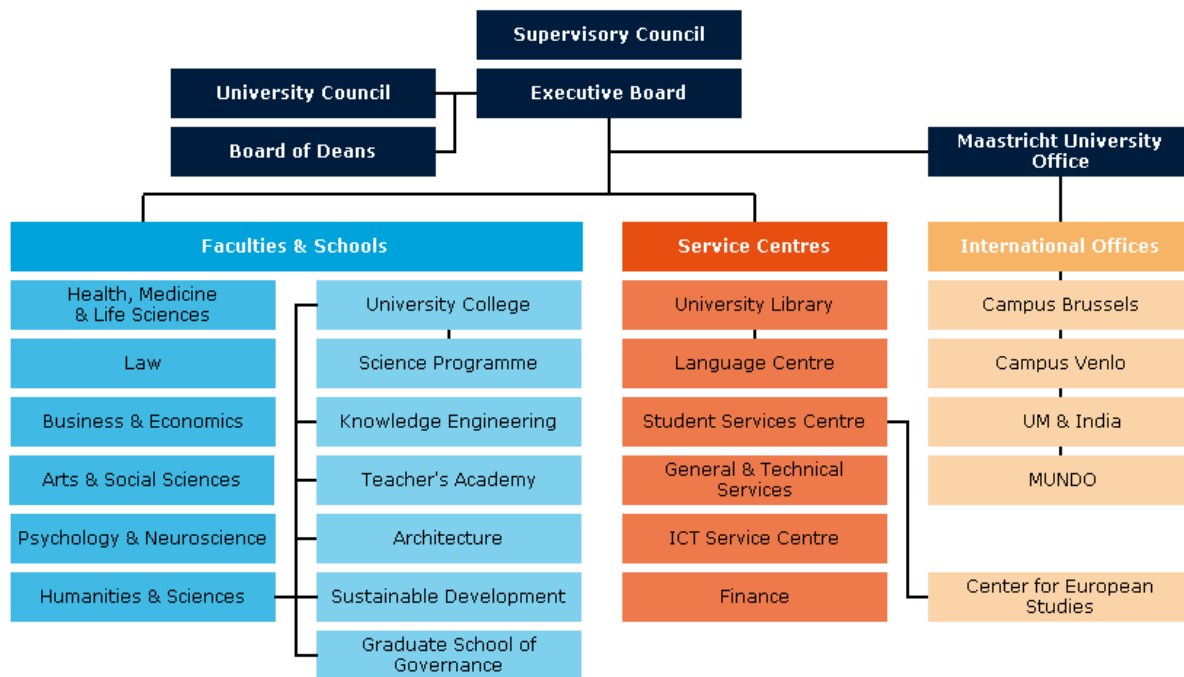 Supervisory Council
University Council
Executive Board
Board of Deans
Maastricht University
Office
Faculties & Schools
Service Centres
International Offices
Health, Medicine
& Life Sciences
University College
University Library
Campus Brussels
Law
Science Programme
Language Centre
Campus Venlo
Business & Economics
Knowledge Engineering
Student Services Centre
UM & India
Arts & Social Sciences
Teacher's Academy
General & Technical
Services
MUNDO
Psychology & Neuroscience
Architecture
ICT Service Centre
Humanities & Sciences
Sustainable Development
Finance
Center for European
Studies
Graduate School of
Governance